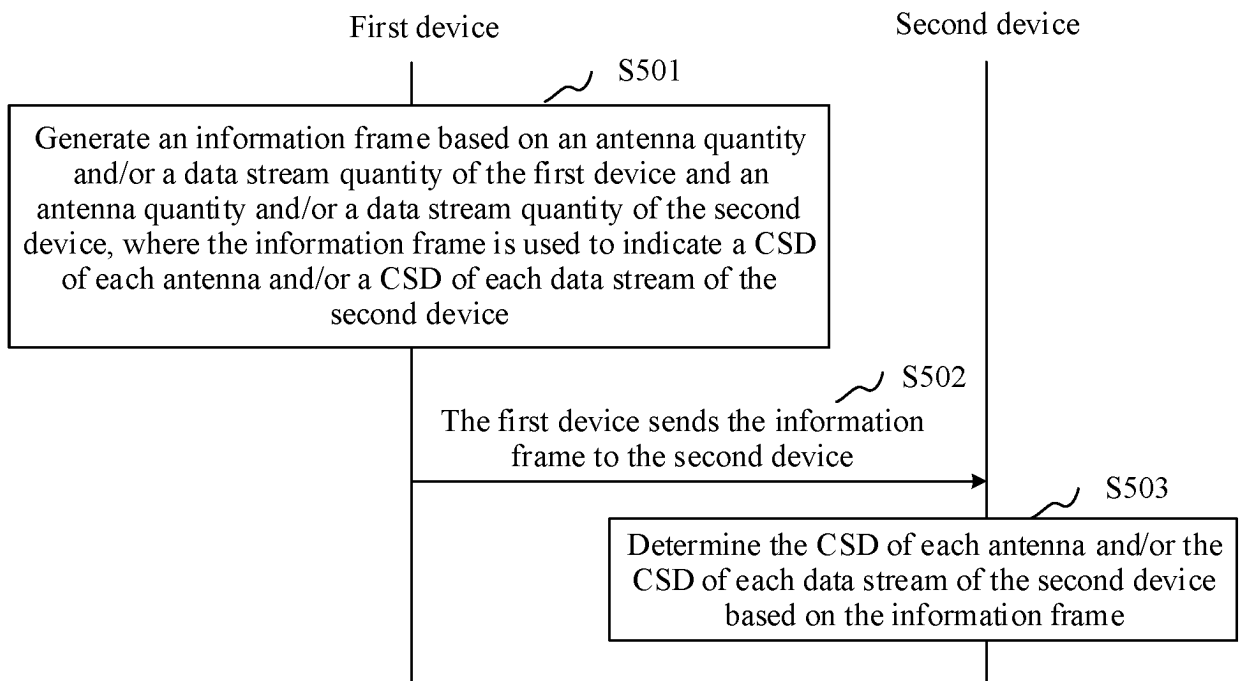 First device
Second device
S501
Generate an information frame based on an antenna quantity
and/or a data stream quantity of the first device and an
antenna quantity and/or a data stream quantity of the second
device, where the information frame is used to indicate a CSD
of each antenna and/or a CSD of each data stream of the
second device
S502
The first device sends the information
frame to the second device
S503
Determine the CSD of each antenna and/or the
CSD of each data stream of the second device
based on the information frame